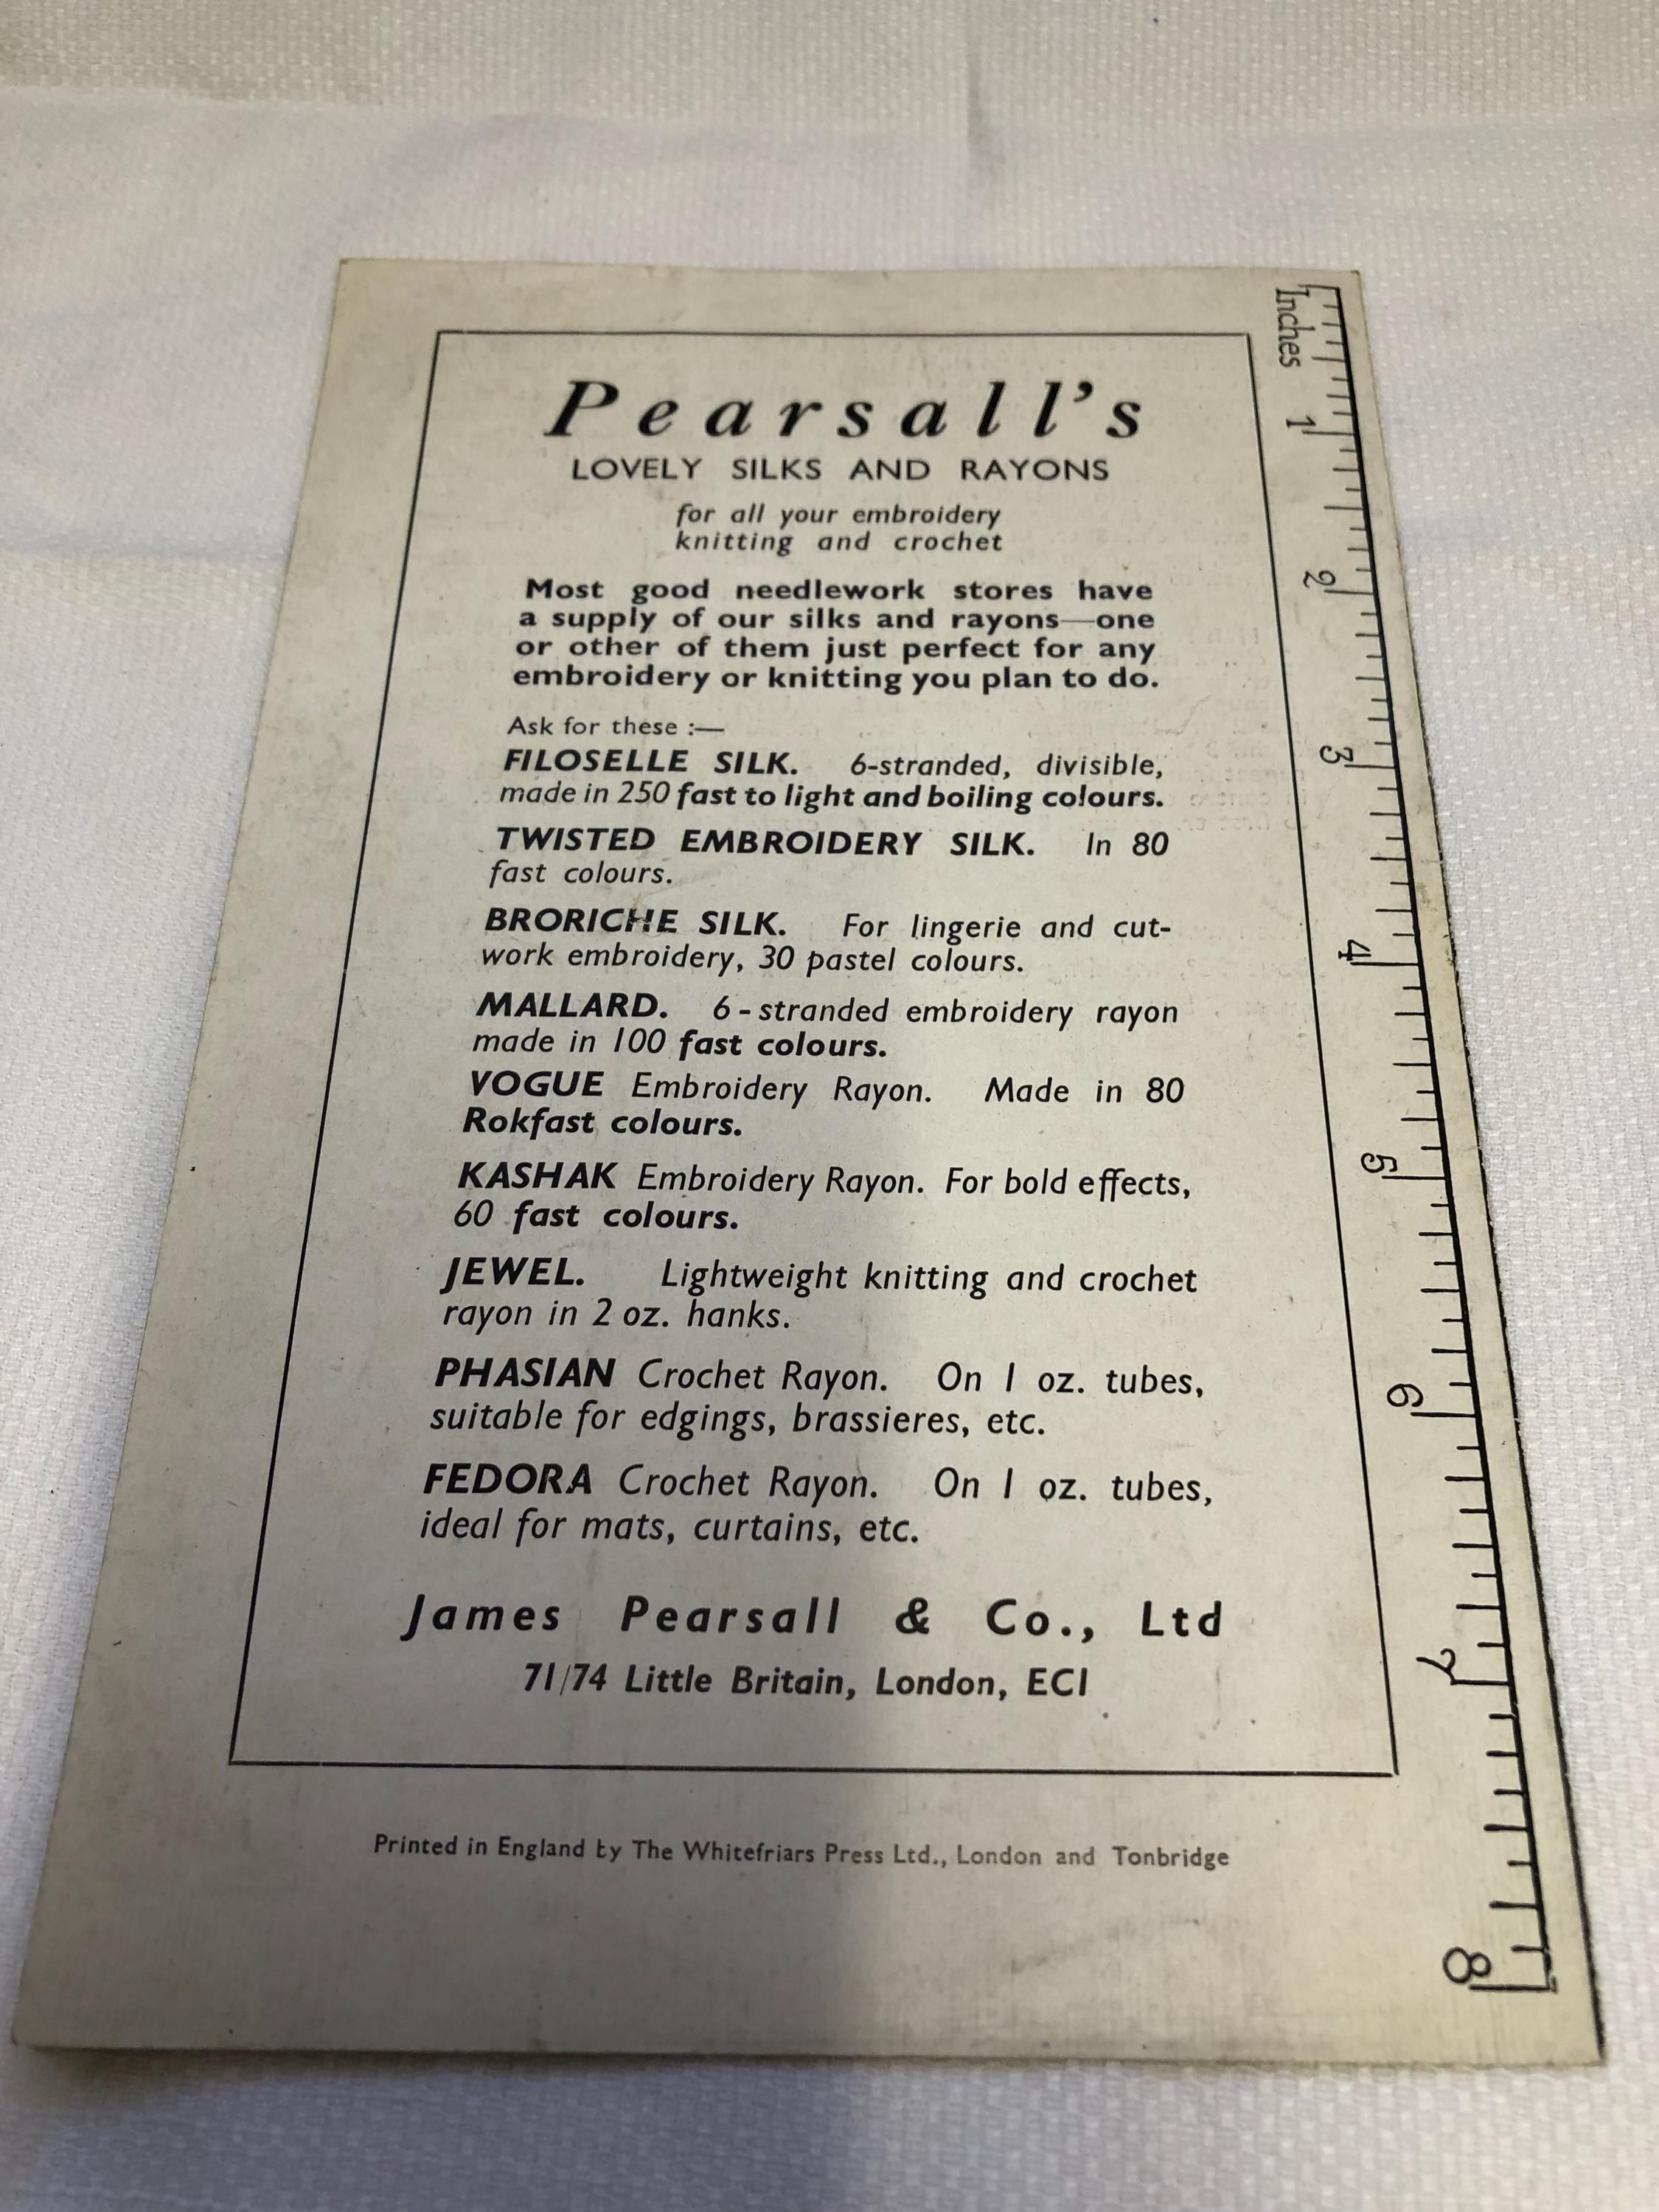 Pearsall's
LOVELY SILKS AND RAYONS
for all your embroidery
knitting and crochet
Most good needlework stores have
a supply of our silks and rayons—one
or other of them just perfect for any
embroidery or knitting you plan to do.
Ask for these :—
FILOSELLE SILK. 6-stranded, divisible,
made in 250 fast to light and boiling colours.
TWISTED EMBROIDERY SILK. In 80
fast colours.
BRORICHE SILK. For lingerie and cut-
work embroidery, 30 pastel colours.
MALLARD. 6-stranded embroidery rayon
made in 100 fast colours.
VOGUE Embroidery Rayon. Made in 80
Rokfast colours.
KASHAK Embroidery Rayon. For bold effects,
60 fast colours.
JEWEL. Lightweight knitting and crochet
rayon in 2 oz. hanks.
PHASIAN Crochet Rayon. On 1 oz. tubes,
suitable for edgings, brassieres, etc.
FEDORA Crochet Rayon. On 1 oz. tubes,
ideal for mats, curtains, etc.
James Pearsall & Co., Ltd
71/74 Little Britain, London, EC1
Printed in England by The Whitefriars Press Ltd., London and Tonbridge
Inches 1 2 3 4 5 6 7 8